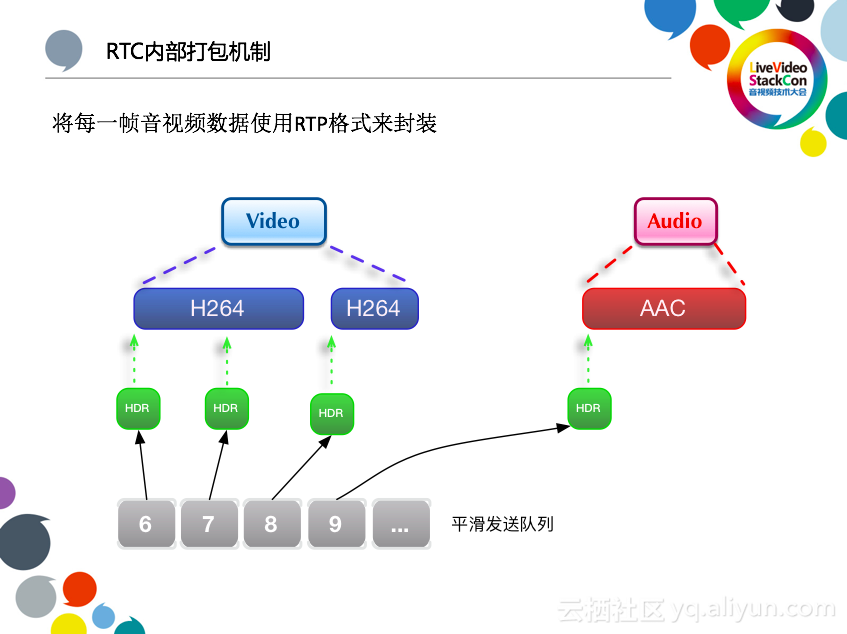 RTC内部打包机制
LiveVideo
StackCon
音视频技术大会
将每一帧音视频数据使用RTP格式来封装
Video
Audio
H264
H264
AAC
HDR
HDR
HDR
HDR
6
7
8
9
...
平滑发送队列
云栖社区 yq.aliyun.com